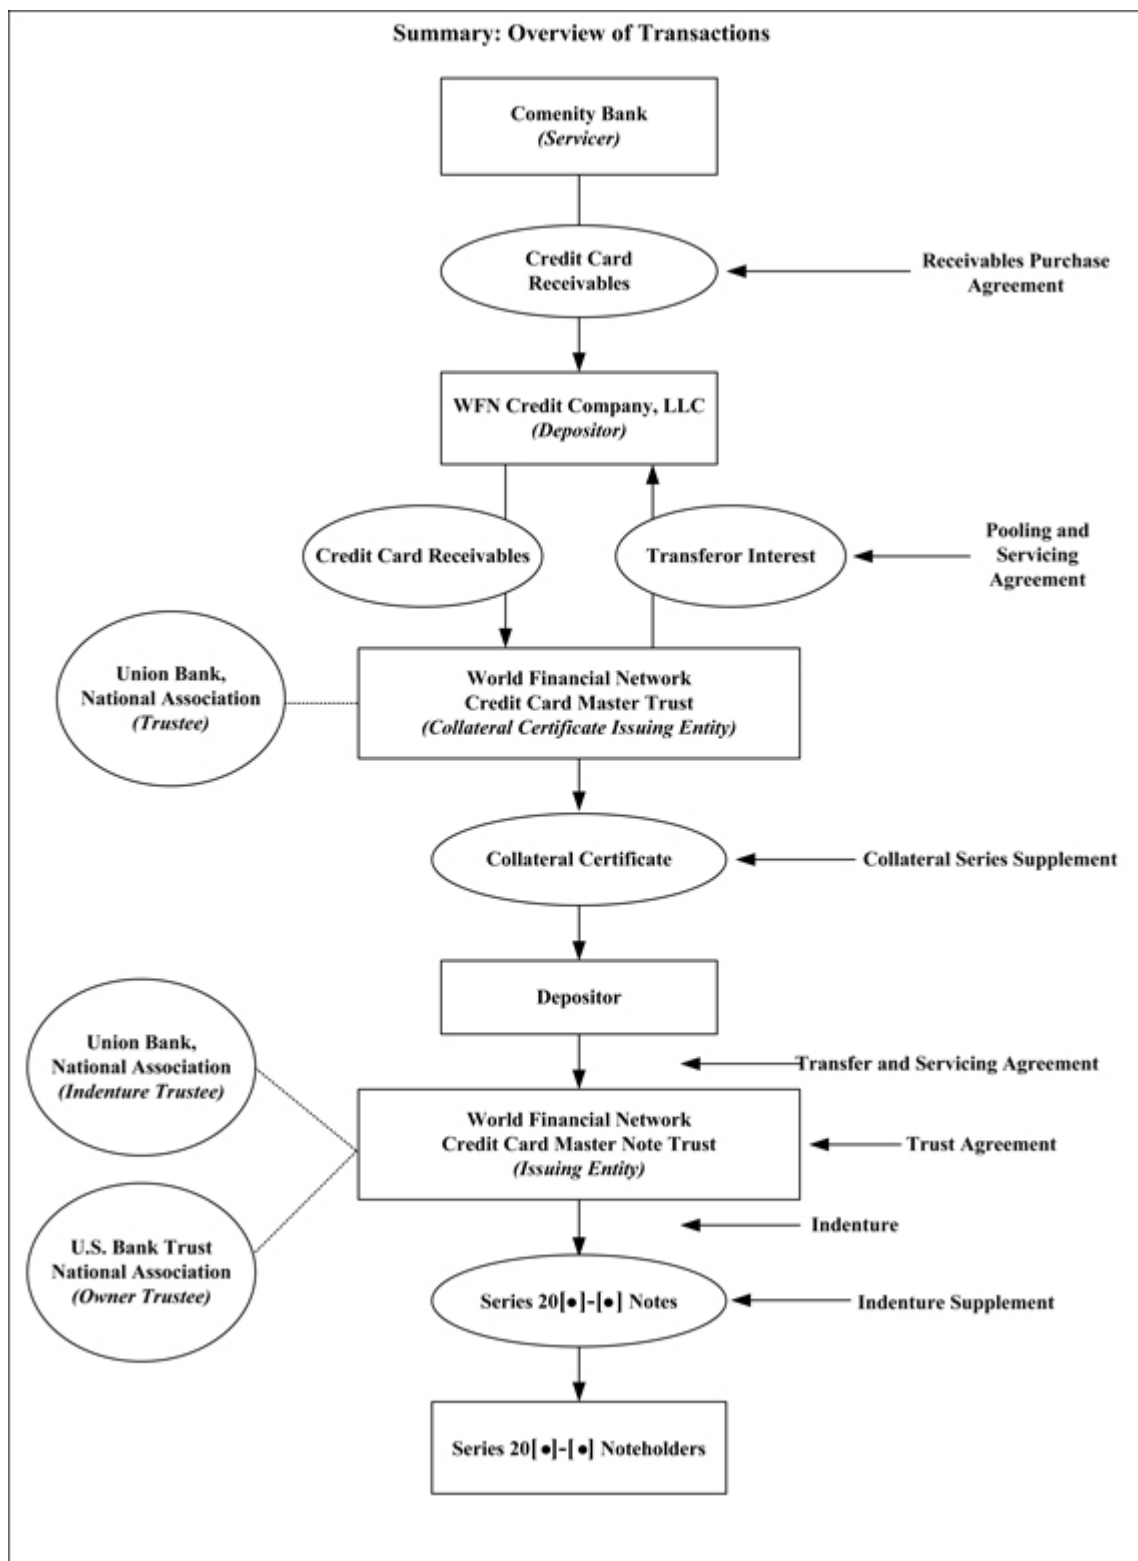 Summary: Overview of Transactions
Comenity Bank
(Servicer)
Credit Card
Receivables
Receivables Purchase
Agreement
WFN Credit Company, LLC
(Depositor)
Credit Card Receivables
Transferor Interest
Pooling and
Servicing
Agreement
Union Bank,
National Association
(Trustee)
World Financial Network
Credit Card Master Trust
(Collateral Certificate Issuing Entity)
Collateral Certificate
Collateral Series Supplement
Depositor
Transfer and Servicing Agreement
Union Bank,
National Association
(Indenture Trustee)
World Financial Network
Credit Card Master Note Trust
(Issuing Entity)
Trust Agreement
Indenture
U.S. Bank Trust
National Association
(Owner Trustee)
Series 20[●]-[●] Notes
Indenture Supplement
Series 20[●]-[●] Noteholders